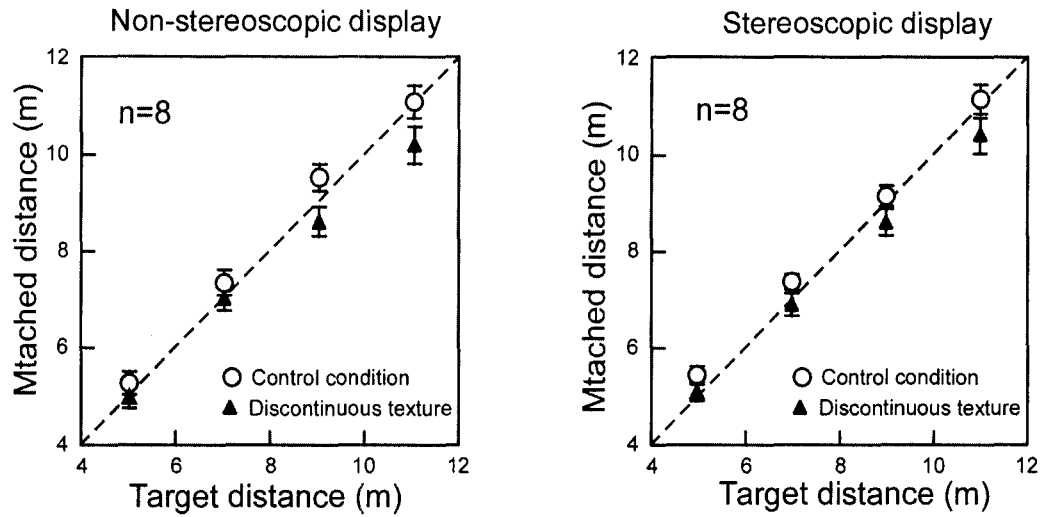 Non-stereoscopic display
12
10
8
6
4
4 6 8 10 12
Mtached distance (m)
n=8
Control condition
Discontinuous texture
Target distance (m)
Stereoscopic display
12
10
8
6
4
4 6 8 10 12
Mtached distance (m)
n=8
Control condition
Discontinuous texture
Target distance (m)